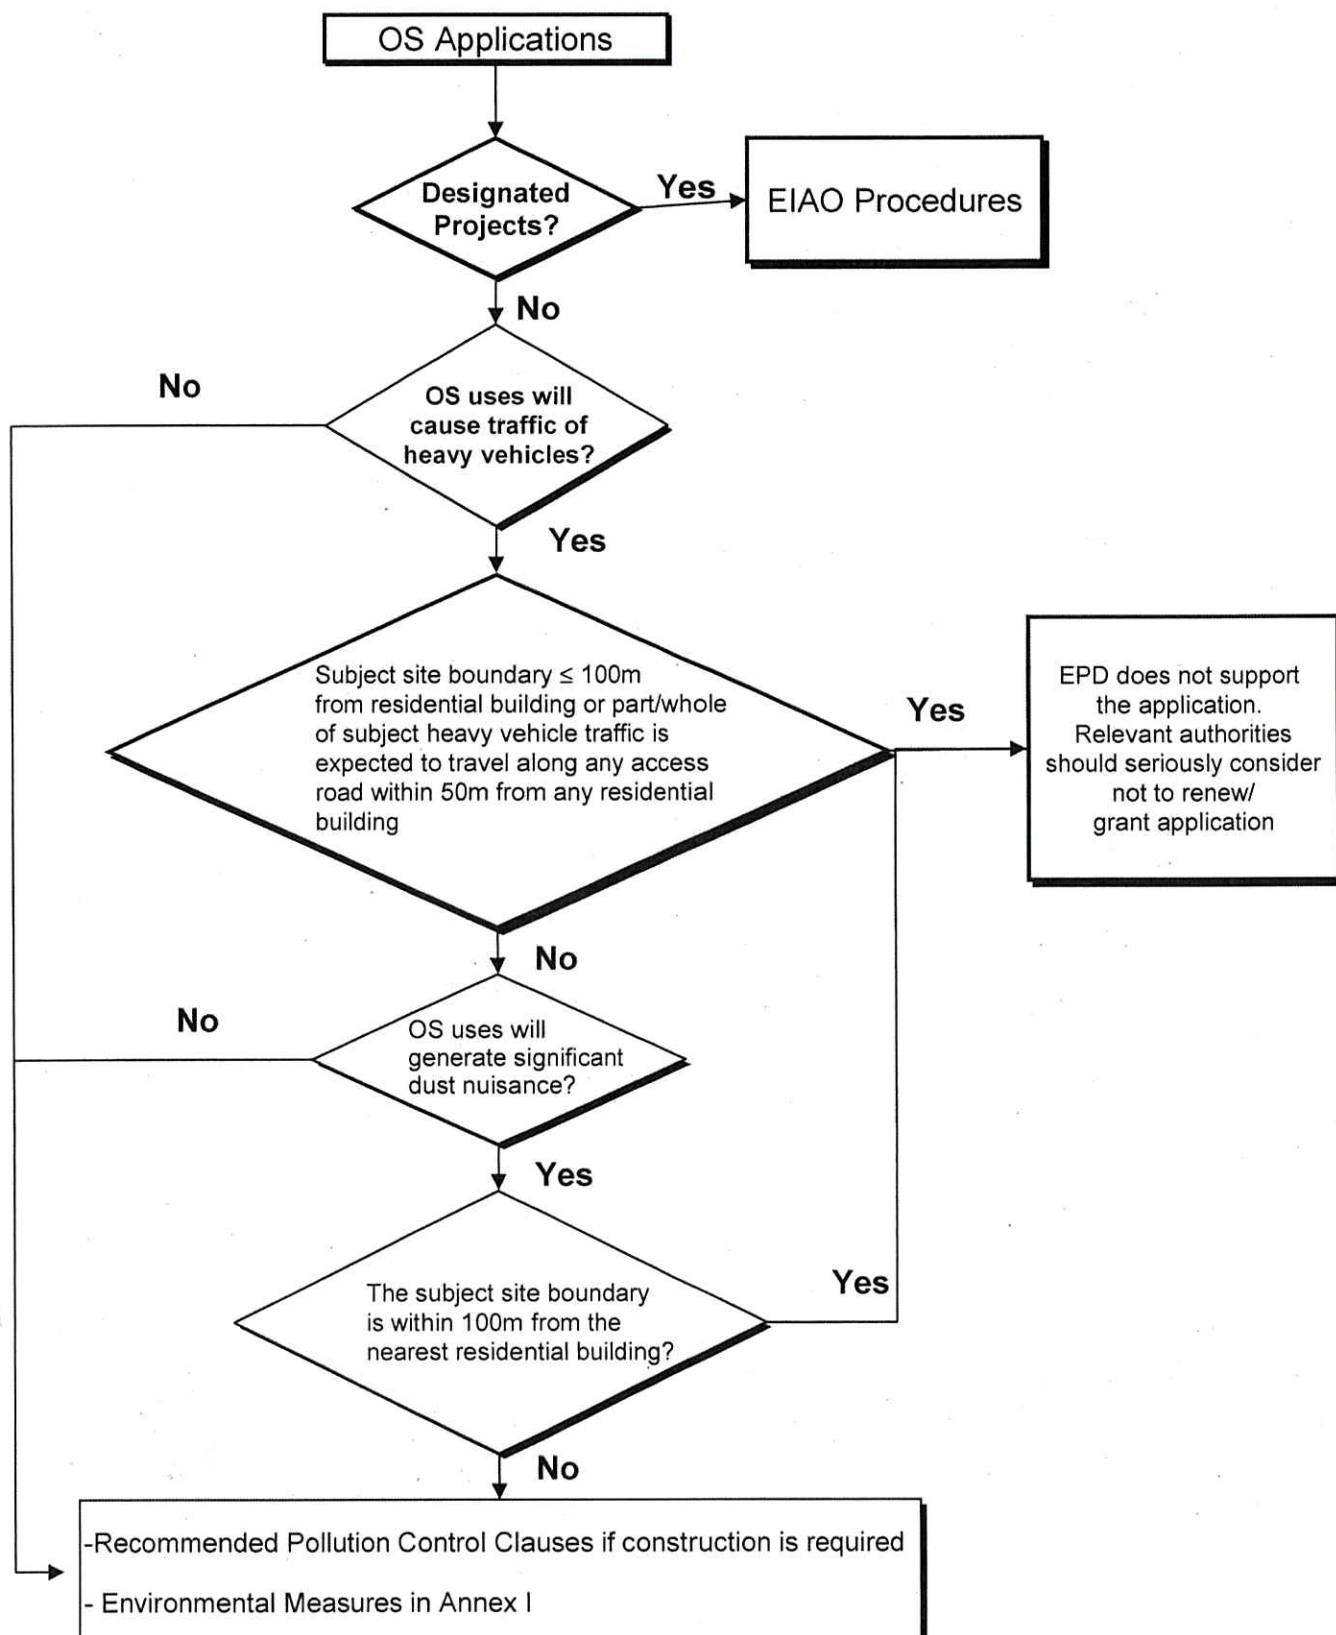 OS Applications
Designated
Projects?
Yes
EIAO Procedures
No
No
OS uses will
cause traffic of
heavy vehicles?
Yes
Subject site boundary ≤ 100m
from residential building or part/whole
of subject heavy vehicle traffic is
expected to travel along any access
road within 50m from any residential
building
Yes
EPD does not support
the application.
Relevant authorities
should seriously consider
not to renew/
grant application
No
No
OS uses will
generate significant
dust nuisance?
Yes
The subject site boundary
is within 100m from the
nearest residential building?
Yes
No
-Recommended Pollution Control Clauses if construction is required
- Environmental Measures in Annex I